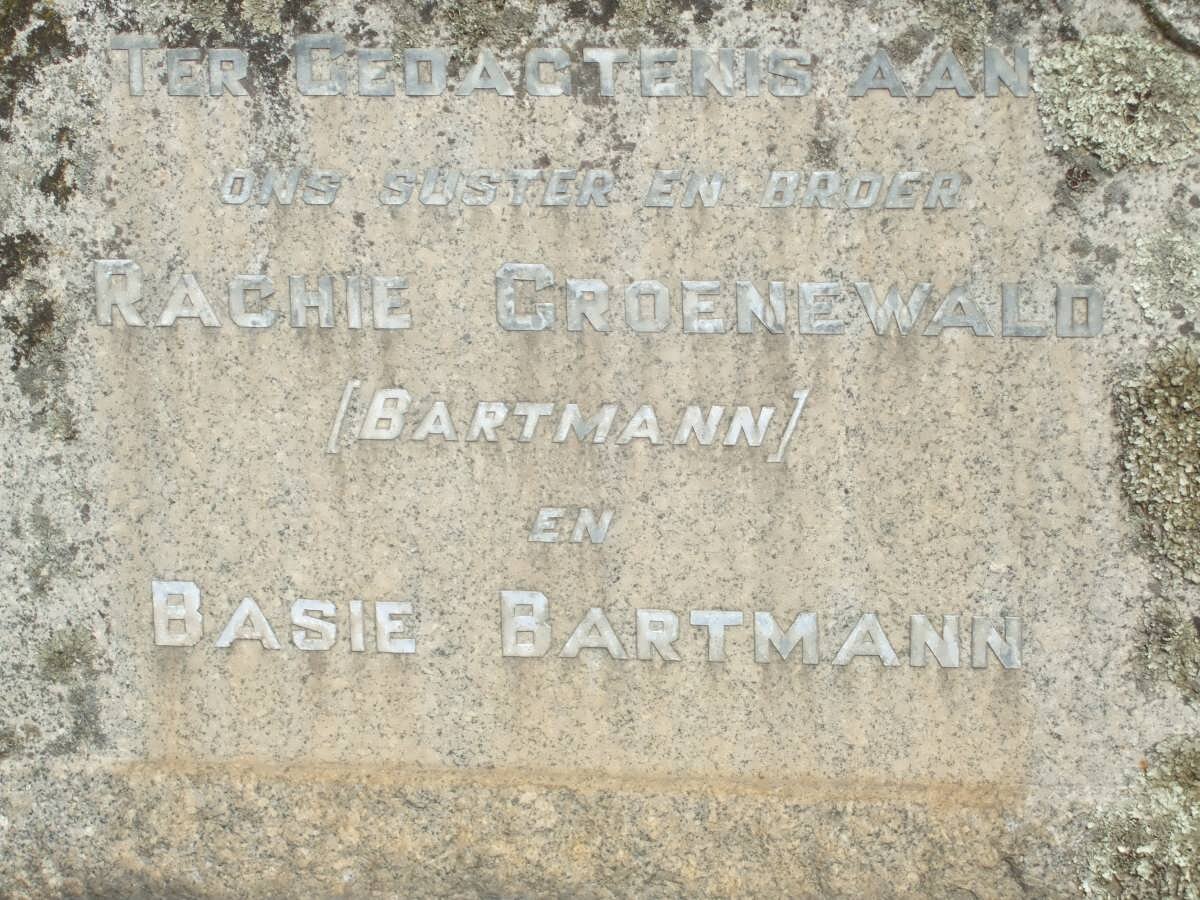 TER GEDAGTENIS AAN
ONS SUSTER EN BROER
RACHIE GROENEWALD
[BARTMANN]
EN
BASIE BARTMANN